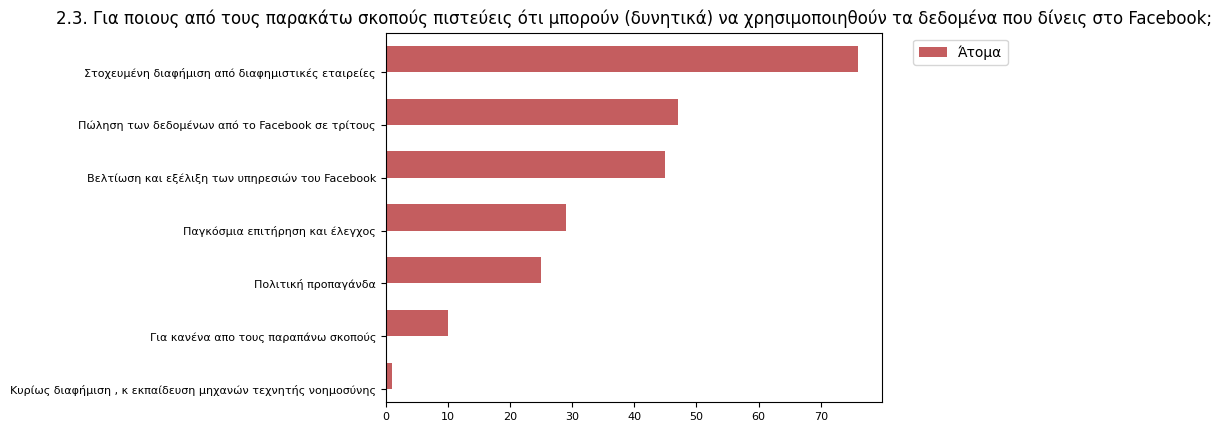 2.3. Για ποιους από τους παρακάτω σκοπούς πιστεύεις ότι μπορούν (δυνητικά) να χρησιμοποιηθούν τα δεδομένα που δίνεις στο Facebook;
Άτομα
Στοχευμένη διαφήμιση από διαφημιστικές εταιρείες
Πώληση των δεδομένων από το Facebook σε τρίτους
Βελτίωση και εξέλιξη των υπηρεσιών του Facebook
Παγκόσμια επιτήρηση και έλεγχος
Πολιτική προπαγάνδα
Για κανένα απο τους παραπάνω σκοπούς
Κυρίως διαφήμιση , κ εκπαίδευση μηχανών τεχνητής νοημοσύνης
0 10 20 30 40 50 60 70